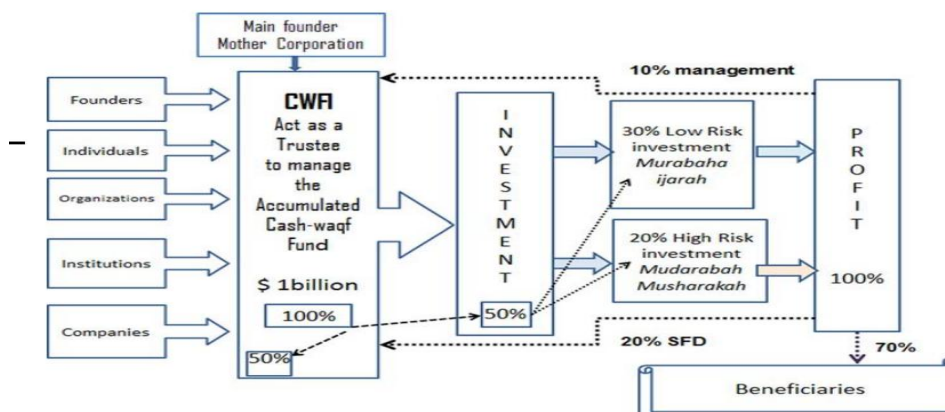 Main founder
Mother Corporation
Founders
Individuals
Organizations
Institutions
Companies
CWFI
Act as a
Trustee
to manage
the
Accumulated
Cash-waqf
Fund
$ 1billion
100%
50%
INVESTMENT
50%
10% management
30% Low Risk
investment
Murabaha
ijarah
20% High Risk
investment
Mudarabah
Musharakah
20% SFD
PROFIT
100%
70%
Beneficiaries